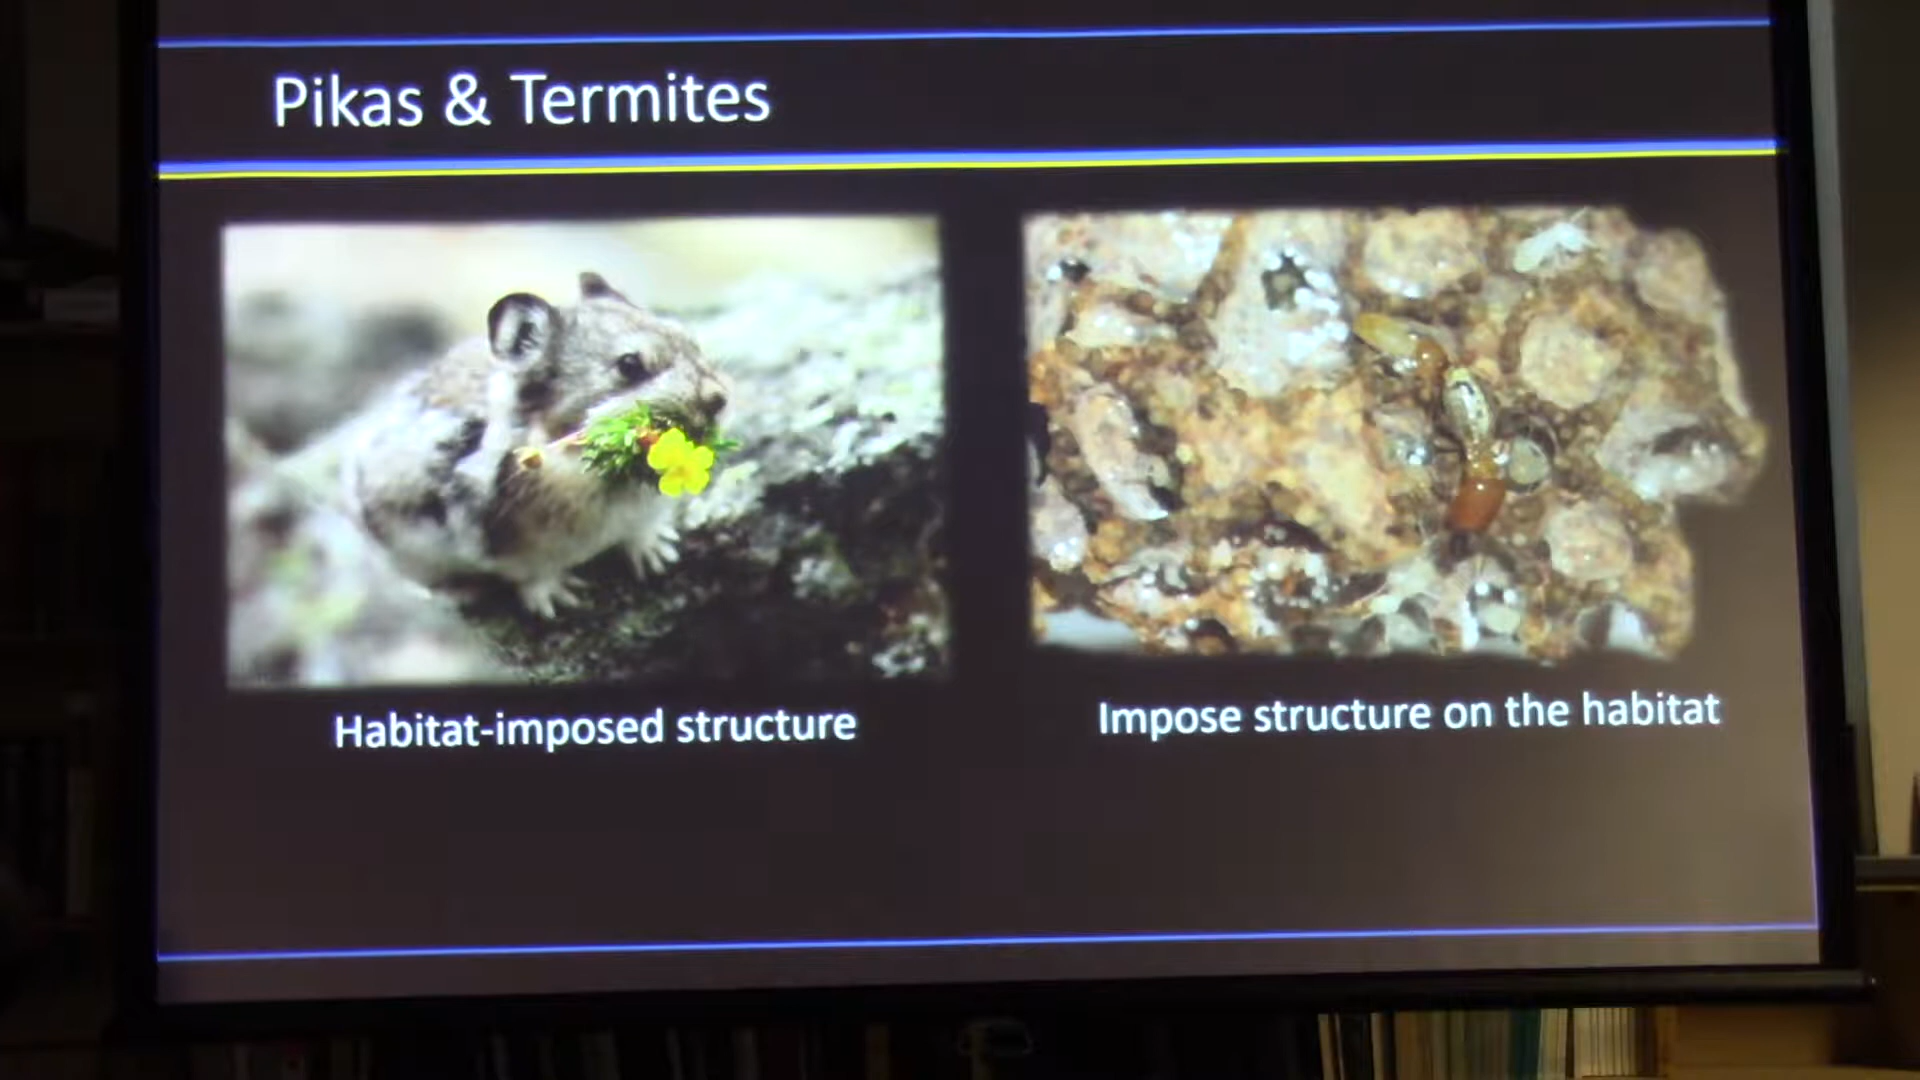 Pikas & Termites
Habitat-imposed structure
Impose structure on the habitat